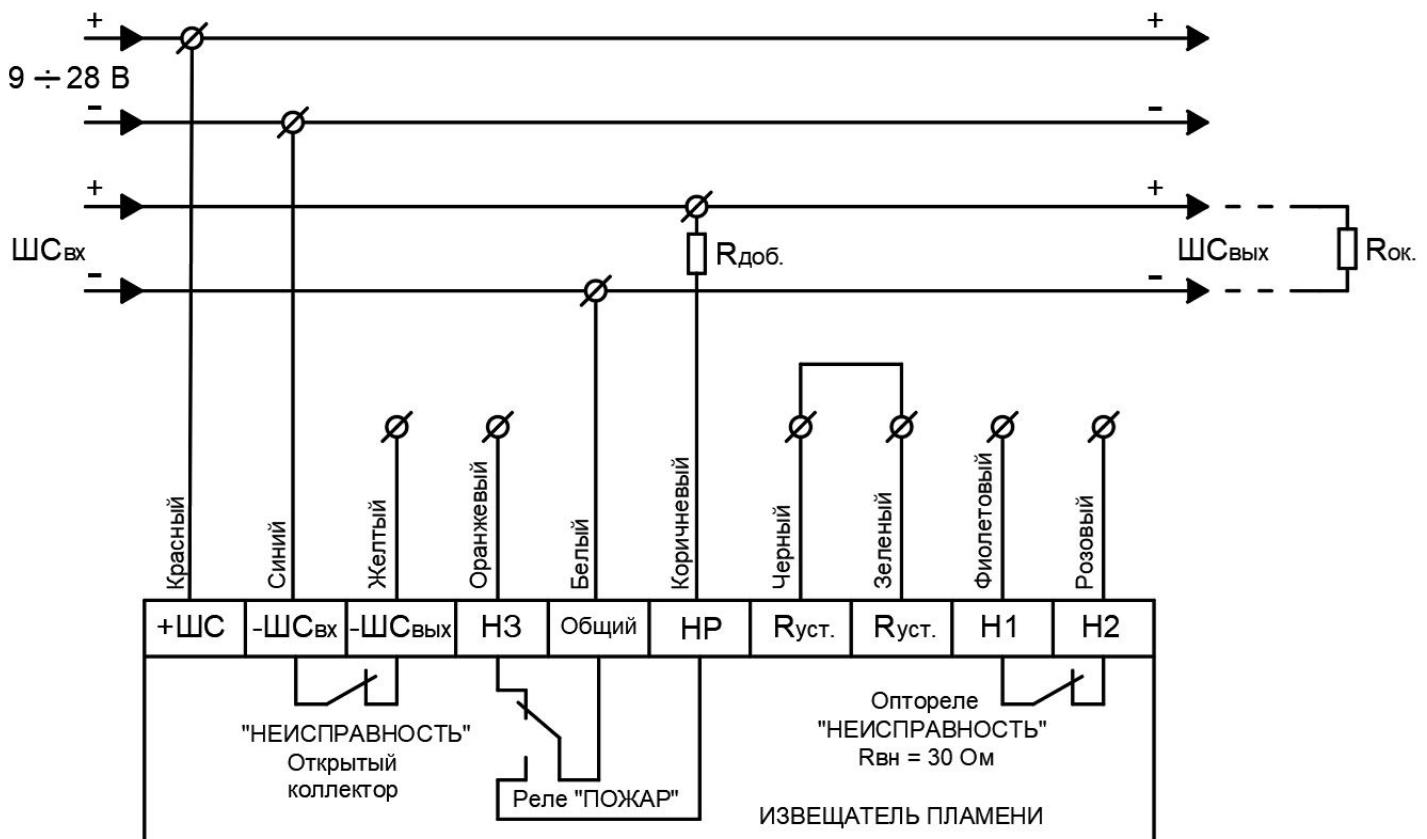 +
+
9 ÷ 28 В
-
-
+
+
ШСвх
Rдоб.
ШСвых
Rок.
-
-
Красный
Синий
Желтый
Оранжевый
Белый
Коричневый
Черный
Зеленый
Фиолетовый
Розовый
+ШС
-ШСвх
-ШСвых
НЗ
Общий
НР
Rуст.
Rуст.
Н1
Н2
"НЕИСПРАВНОСТЬ"
Открытый
коллектор
Реле "ПОЖАР"
Оптореле
"НЕИСПРАВНОСТЬ"
Rвн = 30 Ом
ИЗВЕЩАТЕЛЬ ПЛАМЕНИ